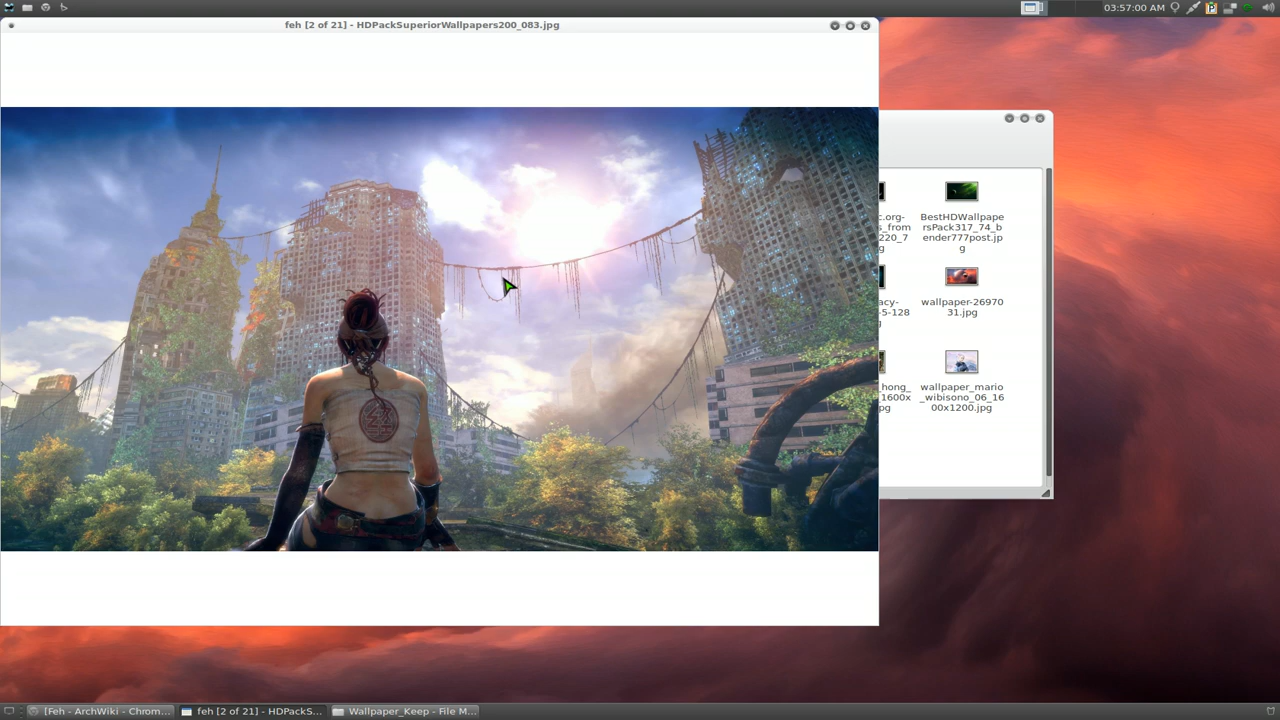 03:57:00 AM
feh [2 of 21] - HDPackSuperiorWallpapers200_083.jpg
c.org-
s_from
220_7
g
BestHDWallpape
rsPack317_74_b
ender777post.jp
g
acy-
-5-128
g
wallpaper-26970
31.jpg
hong_
1600x
pg
wallpaper_mario
_wibisono_06_16
00x1200.jpg
[Feh - ArchWiki - Chrom...
feh [2 of 21] - HDPackS...
Wallpaper_Keep - File M...